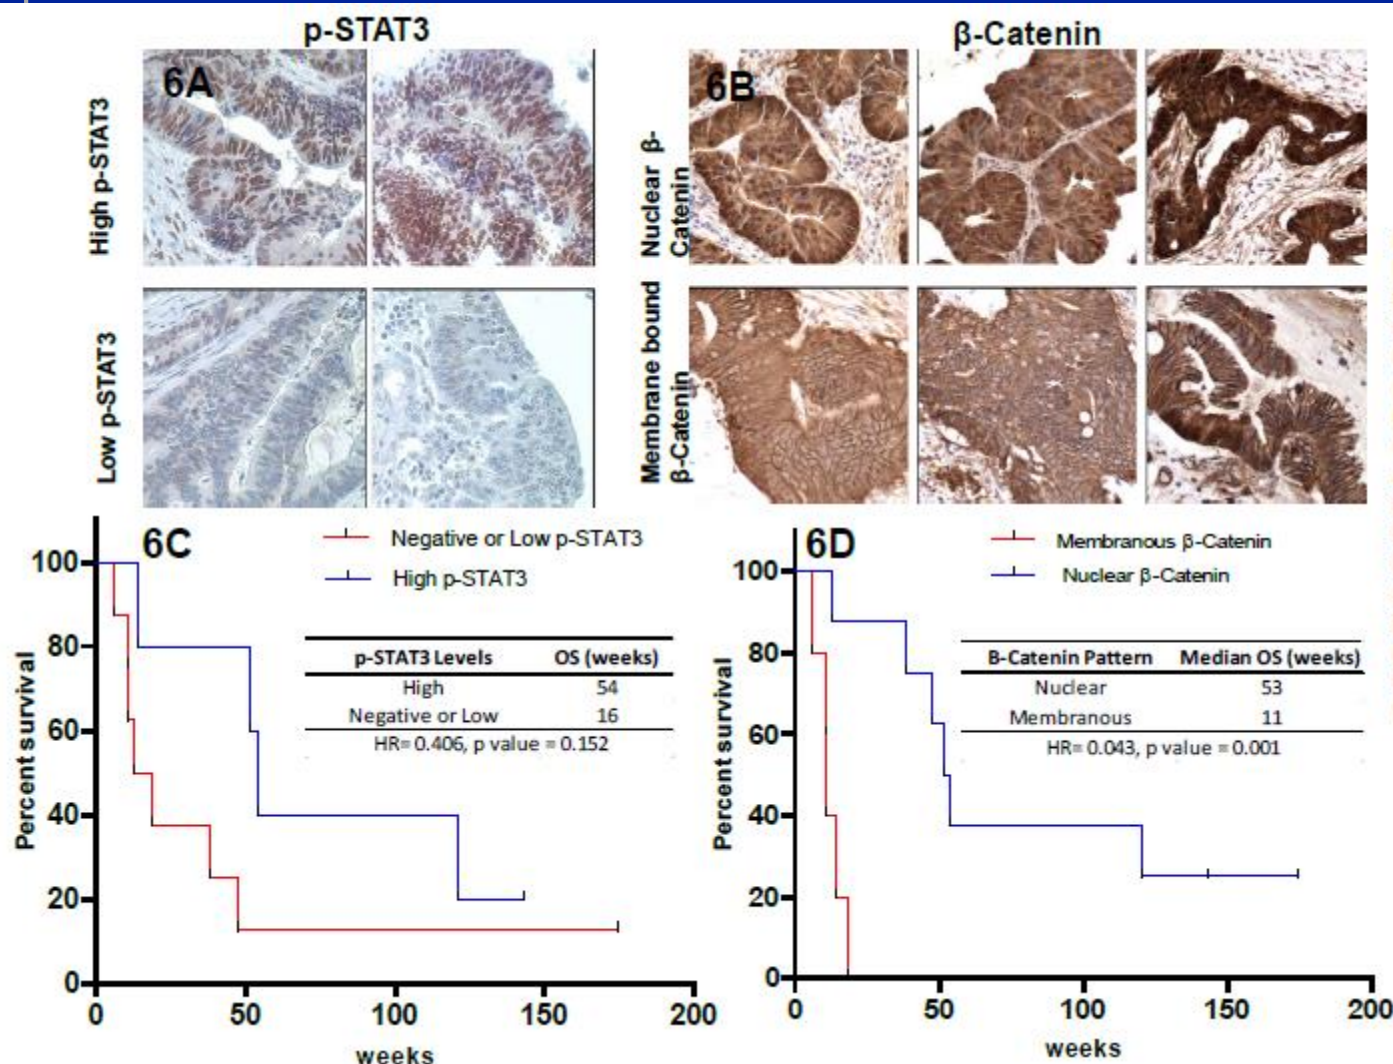 p-STAT3
β-Catenin
6A
6B
High p-STAT3
Nuclear β-
Catenin
Low p-STAT3
Membrane bound
β-Catenin
6C
Negative or Low p-STAT3
High p-STAT3
p-STAT3 Levels OS (weeks)
High 54
Negative or Low 16
HR= 0.406, p value = 0.152
Percent survival
100
80
60
40
20
0
0 50 100 150 200
weeks
6D
Membranous β-Catenin
Nuclear β-Catenin
B-Catenin Pattern Median OS (weeks)
Nuclear 53
Membranous 11
HR= 0.043, p value = 0.001
Percent survival
100
80
60
40
20
0
0 50 100 150 200
weeks